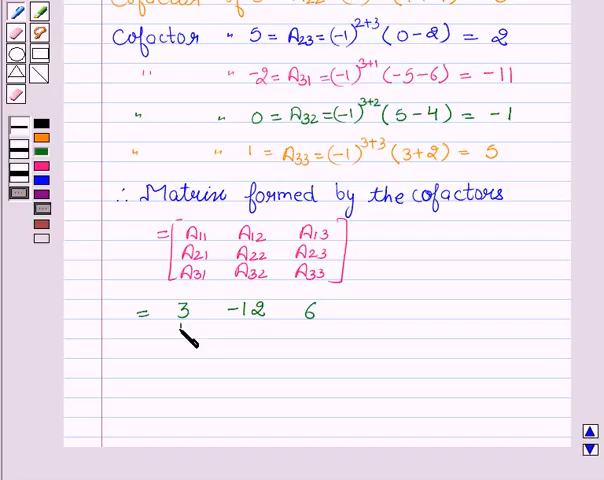 Cofactor " 5 = A23 = (-1)^2+3 (0-2) = 2
" " -2 = A31 = (-1)^3+1 (-5-6) = -11
" " 0 = A32 = (-1)^3+2 (5-4) = -1
" " 1 = A33 = (-1)^3+3 (3+2) = 5
∴ Matrix formed by the cofactors
= [ A11 A12 A13
A21 A22 A23
A31 A32 A33 ]
= 3 -12 6